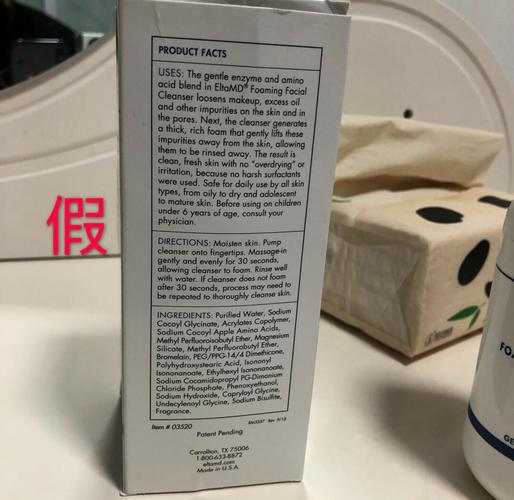 PRODUCT FACTS
USES: The gentle enzyme and amino
acid blend in EltaMD® Foaming Facial
Cleanser loosens makeup, excess oil
and other impurities on the skin and in
the pores. Next, the cleanser generates
a thick, rich foam that gently lifts these
impurities away from the skin, allowing
them to be rinsed away. The result is
clean, fresh skin with no “overdrying” or
irritation, because no harsh surfactants
were used. Safe for daily use by all skin
types, from oily to dry and adolescent
to mature skin. Before using on children
under 6 years of age, consult your
physician.
假
DIRECTIONS: Moisten skin. Pump
cleanser onto fingertips. Massage-in
gently and evenly for 30 seconds,
allowing cleanser to foam. Rinse well
with water. If cleanser does not foam
after 30 seconds, process may need to
be repeated to thoroughly cleanse skin.
INGREDIENTS: Purified Water, Sodium
Cocoyl Glycinate, Acrylates Copolymer,
Sodium Cocoyl Apple Amino Acids,
Methyl Perfluoroisobutyl Ether, Magnesium
Silicate, Methyl Perfluorobutyl Ether,
Bromelain, PEG/PPG-14/4 Dimethicone,
Polyhydroxystearic Acid, Isononyl
Isononanoate, Ethylhexyl Isononanoate,
Sodium Cocamidopropyl PG-Dimonium
Chloride Phosphate, Phenoxyethanol,
Sodium Hydroxide, Capryloyl Glycine,
Undecylenoyl Glycine, Sodium Bisulfite,
Fragrance.
Item # 03520
Patent Pending
Carrollton, TX 75006
1-800-633-8872
eltamd.com
Made in U.S.A.
FOA
GE